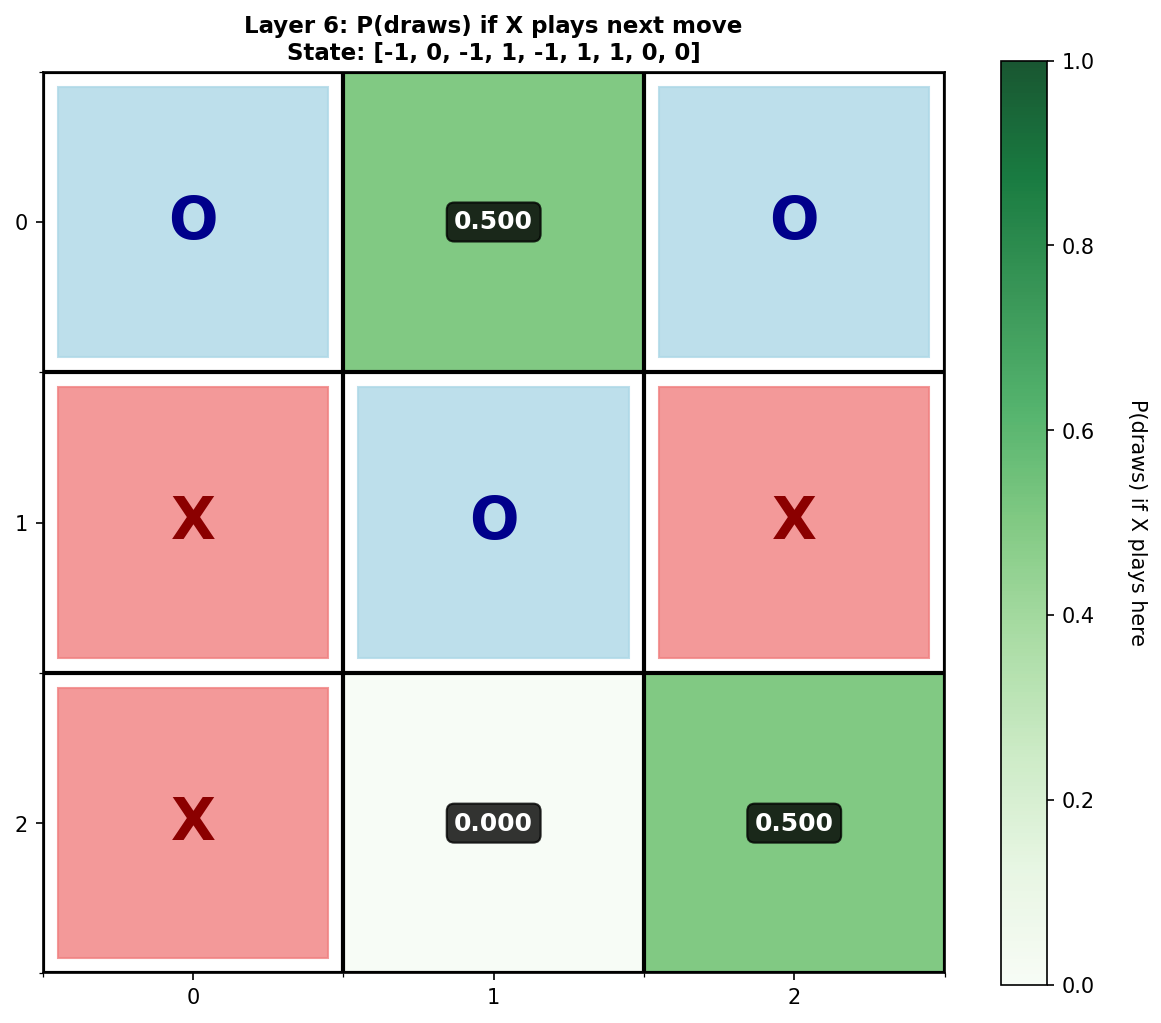 Layer 6: P(draws) if X plays next move
State: [-1, 0, -1, 1, -1, 1, 1, 0, 0]
O
0.500
O
X
O
X
X
0.000
0.500
0
1
2
0
1
2
1.0
0.8
0.6
0.4
0.2
0.0
P(draws) if X plays here